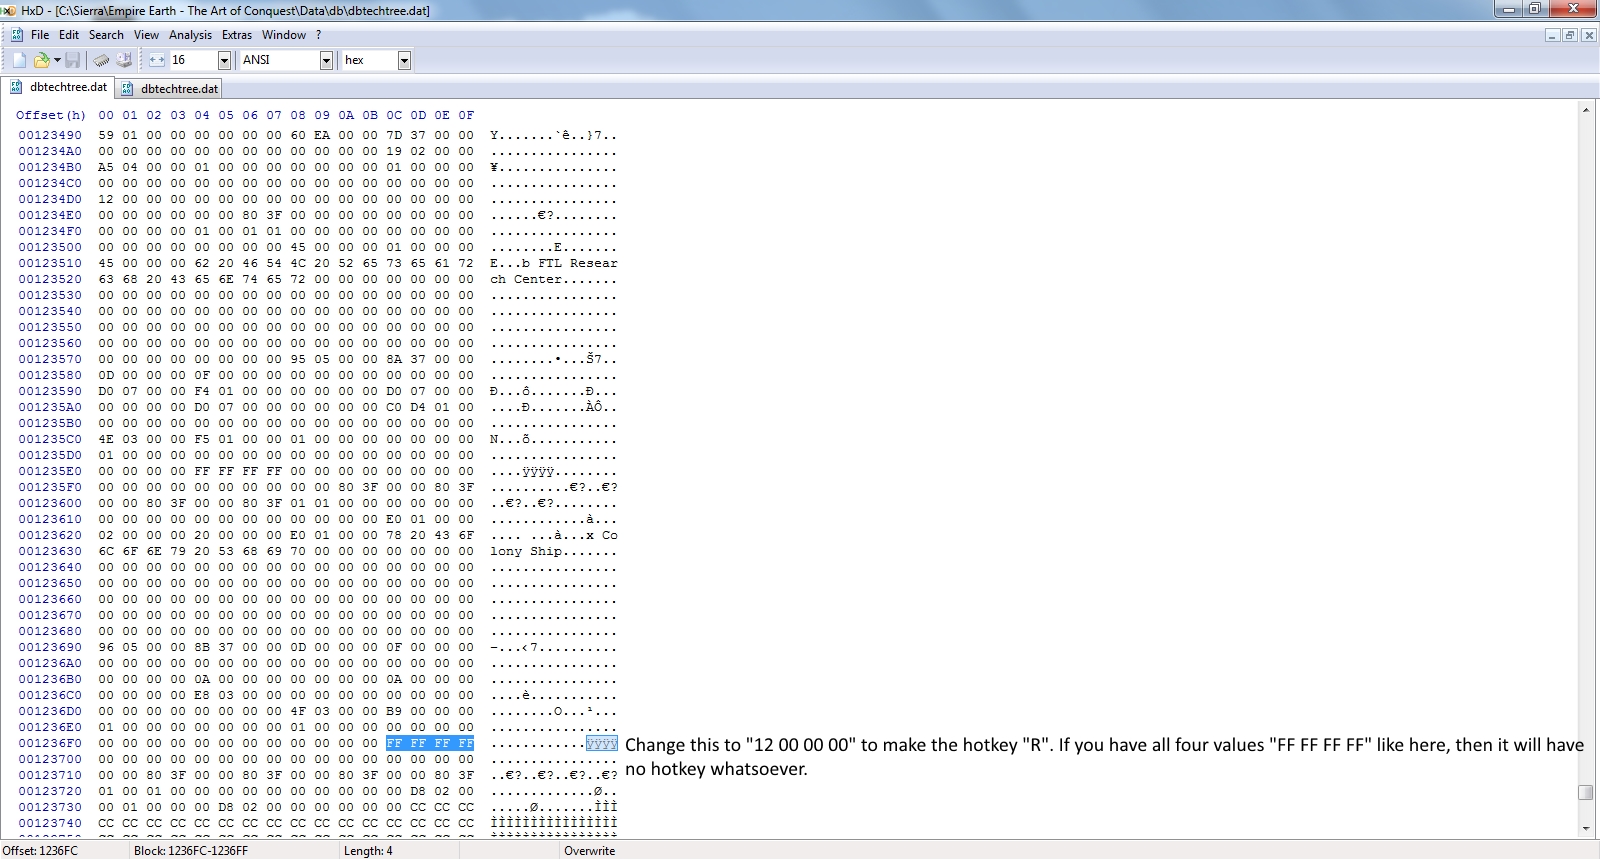 HxD - [C:\Sierra\Empire Earth - The Art of Conquest\Data\db\dbtechtree.dat]
File Edit Search View Analysis Extras Window ?
16 ANSI hex
dbtechtree.dat dbtechtree.dat
Offset(h) 00 01 02 03 04 05 06 07 08 09 0A 0B 0C 0D 0E 0F
00123490 59 01 00 00 00 00 00 00 60 EA 00 00 7D 37 00 00 Y.......`ê..}7..
001234A0 00 00 00 00 00 00 00 00 00 00 00 00 19 02 00 00 ................
001234B0 A5 04 00 00 01 00 00 00 00 00 00 00 01 00 00 00 ¥...............
001234C0 00 00 00 00 00 00 00 00 00 00 00 00 00 00 00 00 ................
001234D0 12 00 00 00 00 00 00 00 00 00 00 00 00 00 00 00 ................
001234E0 00 00 00 00 00 00 80 3F 00 00 00 00 00 00 00 00 ......€?........
001234F0 00 00 00 00 01 00 01 01 00 00 00 00 00 00 00 00 ................
00123500 00 00 00 00 00 00 00 00 45 00 00 00 01 00 00 00 ........E.......
00123510 45 00 00 00 62 20 46 54 4C 20 52 65 73 65 61 72 E...b FTL Resear
00123520 63 68 20 43 65 6E 74 65 72 00 00 00 00 00 00 00 ch Center.......
00123530 00 00 00 00 00 00 00 00 00 00 00 00 00 00 00 00 ................
00123540 00 00 00 00 00 00 00 00 00 00 00 00 00 00 00 00 ................
00123550 00 00 00 00 00 00 00 00 00 00 00 00 00 00 00 00 ................
00123560 00 00 00 00 00 00 00 00 00 00 00 00 00 00 00 00 ................
00123570 00 00 00 00 00 00 00 00 95 05 00 00 8A 37 00 00 ........•...Š7..
00123580 0D 00 00 00 0F 00 00 00 00 00 00 00 00 00 00 00 ................
00123590 D0 07 00 00 F4 01 00 00 00 00 00 00 D0 07 00 00 Ð...ô.......Ð...
001235A0 00 00 00 00 D0 07 00 00 00 00 00 00 C0 D4 01 00 ....Ð.......ÀÔ..
001235B0 00 00 00 00 00 00 00 00 00 00 00 00 00 00 00 00 ................
001235C0 4E 03 00 00 F5 01 00 00 01 00 00 00 00 00 00 00 N...õ...........
001235D0 01 00 00 00 00 00 00 00 00 00 00 00 00 00 00 00 ................
001235E0 00 00 00 00 FF FF FF FF 00 00 00 00 00 00 00 00 ....ÿÿÿÿ........
001235F0 00 00 00 00 00 00 00 00 00 00 80 3F 00 00 80 3F ..........€?..€?
00123600 00 00 80 3F 00 00 80 3F 01 01 00 00 00 00 00 00 ..€?..€?........
00123610 00 00 00 00 00 00 00 00 00 00 00 00 E0 01 00 00 ............à...
00123620 02 00 00 00 20 00 00 00 E0 01 00 00 78 20 43 6F .... ...à...x Co
00123630 6C 6F 6E 79 20 53 68 69 70 00 00 00 00 00 00 00 lony Ship.......
00123640 00 00 00 00 00 00 00 00 00 00 00 00 00 00 00 00 ................
00123650 00 00 00 00 00 00 00 00 00 00 00 00 00 00 00 00 ................
00123660 00 00 00 00 00 00 00 00 00 00 00 00 00 00 00 00 ................
00123670 00 00 00 00 00 00 00 00 00 00 00 00 00 00 00 00 ................
00123680 00 00 00 00 00 00 00 00 00 00 00 00 00 00 00 00 ................
00123690 96 05 00 00 8B 37 00 00 0D 00 00 00 0F 00 00 00 –...‹7..........
001236A0 00 00 00 00 00 00 00 00 00 00 00 00 00 00 00 00 ................
001236B0 00 00 00 00 0A 00 00 00 00 00 00 00 0A 00 00 00 ................
001236C0 00 00 00 00 E8 03 00 00 00 00 00 00 00 00 00 00 ....è...........
001236D0 00 00 00 00 00 00 00 00 4F 03 00 00 B9 00 00 00 ........O...¹...
001236E0 01 00 00 00 00 00 00 00 01 00 00 00 00 00 00 00 ................
001236F0 00 00 00 00 00 00 00 00 00 00 00 00 FF FF FF FF ............ÿÿÿÿ Change this to "12 00 00 00" to make the hotkey "R". If you have all four values "FF FF FF FF" like here, then it will have
no hotkey whatsoever.
00123700 00 00 00 00 00 00 00 00 00 00 00 00 00 00 00 00 ................
00123710 00 00 80 3F 00 00 80 3F 00 00 80 3F 00 00 80 3F ..€?..€?..€?..€?
00123720 01 00 01 00 00 00 00 00 00 00 00 00 00 D8 02 00 00 .............Ø..
00123730 00 01 00 00 00 D8 02 00 00 00 00 00 00 CC CC CC .....Ø.......ÌÌÌ
00123740 CC CC CC CC CC CC CC CC CC CC CC CC CC CC CC CC ÌÌÌÌÌÌÌÌÌÌÌÌÌÌÌÌ
Offset: 1236FC Block: 1236FC-1236FF Length: 4 Overwrite